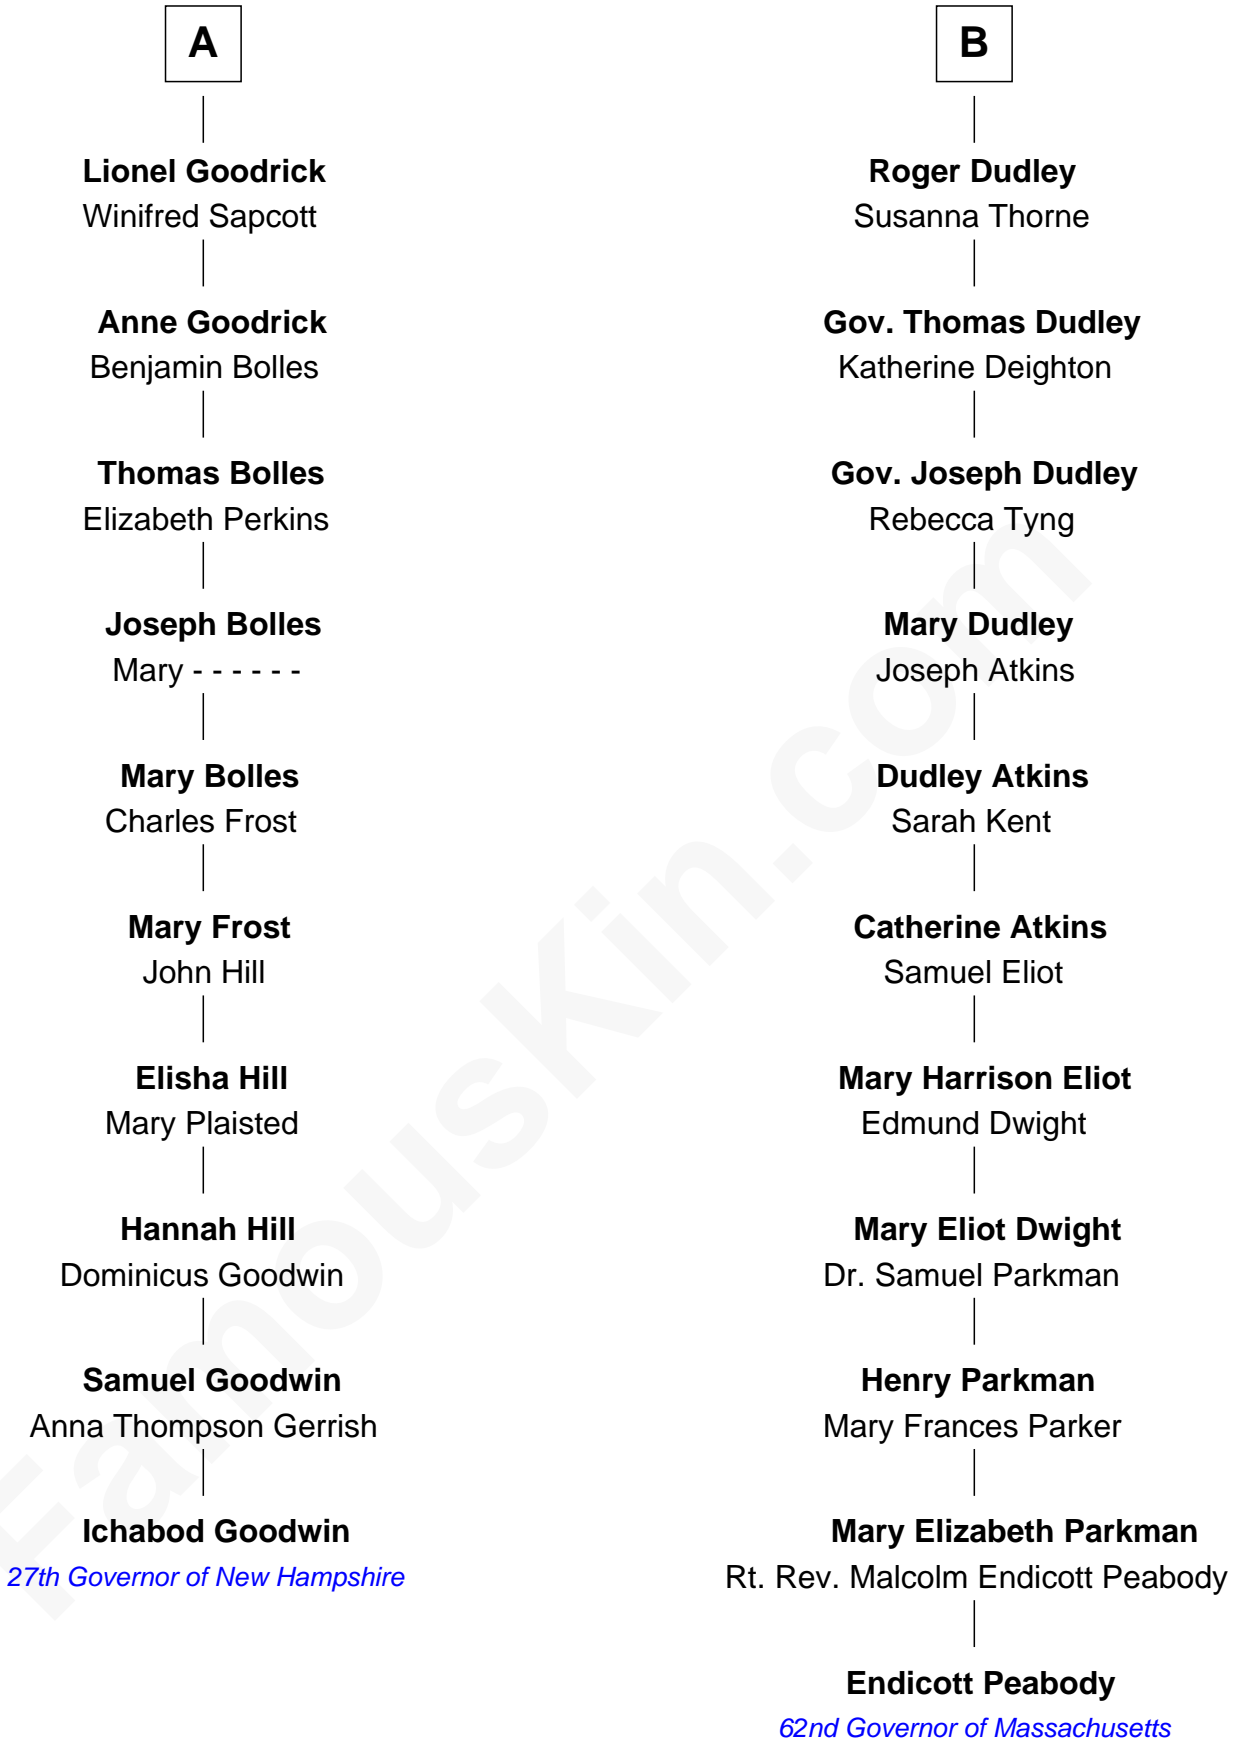 A
Lionel Goodrick
Winifred Sapcott
Anne Goodrick
Benjamin Bolles
Thomas Bolles
Elizabeth Perkins
Joseph Bolles
Mary - - - - - -
Mary Bolles
Charles Frost
Mary Frost
John Hill
Elisha Hill
Mary Plaisted
Hannah Hill
Dominicus Goodwin
Samuel Goodwin
Anna Thompson Gerrish
Ichabod Goodwin
27th Governor of New Hampshire
B
Roger Dudley
Susanna Thorne
Gov. Thomas Dudley
Katherine Deighton
Gov. Joseph Dudley
Rebecca Tyng
Mary Dudley
Joseph Atkins
Dudley Atkins
Sarah Kent
Catherine Atkins
Samuel Eliot
Mary Harrison Eliot
Edmund Dwight
Mary Eliot Dwight
Dr. Samuel Parkman
Henry Parkman
Mary Frances Parker
Mary Elizabeth Parkman
Rt. Rev. Malcolm Endicott Peabody
Endicott Peabody
62nd Governor of Massachusetts
FamousKin.com